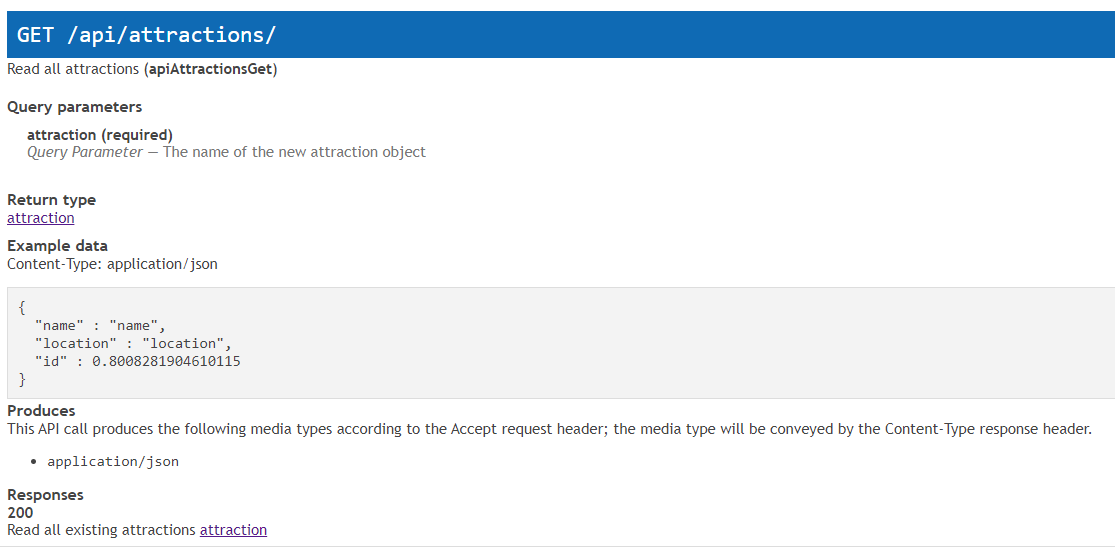 GET /api/attractions/
Read all attractions (apiAttractionsGet)
Query parameters
attraction (required)
Query Parameter — The name of the new attraction object
Return type
attraction
Example data
Content-Type: application/json
{
  "name" : "name",
  "location" : "location",
  "id" : 0.8008281904610115
}
Produces
This API call produces the following media types according to the Accept request header; the media type will be conveyed by the Content-Type response header.
• application/json
Responses
200
Read all existing attractions attraction